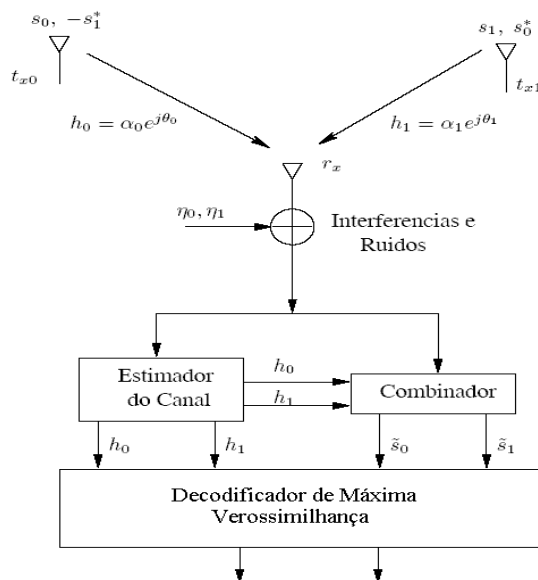 s₀, −s₁*
s₁, s₀*
tₓ₀
tₓ₁
h₀ = α₀e^{jθ₀}
h₁ = α₁e^{jθ₁}
rₓ
η₀, η₁
Interferencias e
Ruidos
Estimador
do Canal
h₀
h₁
Combinador
h₀
h₁
s̃₀
s̃₁
Decodificador de Máxima
Verossimilhança